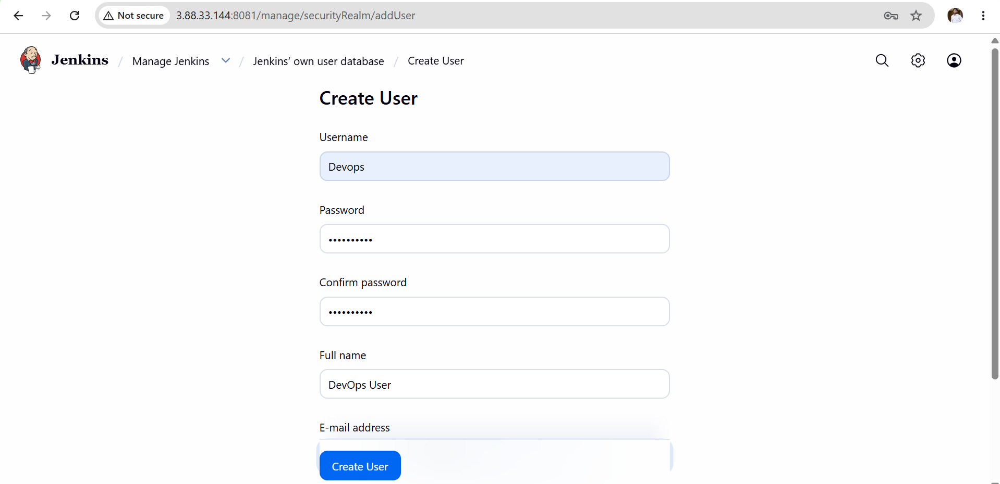 Not secure 3.88.33.144:8081/manage/securityRealm/addUser
Jenkins / Manage Jenkins / Jenkins’ own user database / Create User
Create User
Username
Devops
Password
••••••••••
Confirm password
••••••••••
Full name
DevOps User
E-mail address
Create User